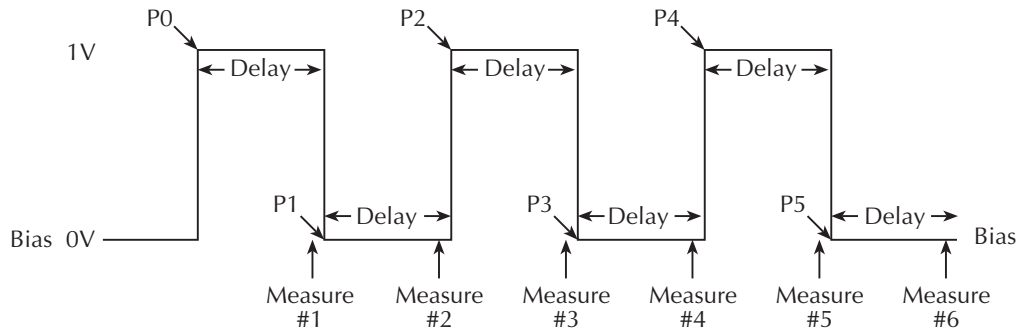 P0
P2
P4
1V
Delay
Delay
Delay
P1
Delay
P3
Delay
P5
Delay
Bias 0V
Bias
Measure
#1
Measure
#2
Measure
#3
Measure
#4
Measure
#5
Measure
#6